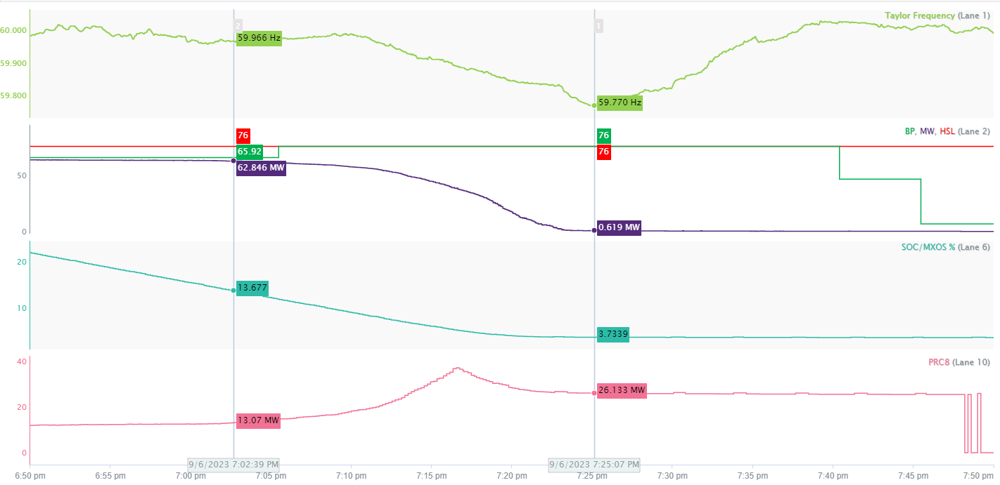 Taylor Frequency (Lane 1)
60.000
59.900
59.800
2
59.966 Hz
1
59.770 Hz
BP, MW, HSL (Lane 2)
50
0
76
65.92
62.846 MW
76
76
0.619 MW
SOC/MXOS % (Lane 6)
20
10
13.677
3.7339
PRC8 (Lane 10)
40
20
0
13.07 MW
26.133 MW
9/6/2023 7:02:39 PM
9/6/2023 7:25:07 PM
6:50 pm 6:55 pm 7:00 pm 7:05 pm 7:10 pm 7:15 pm 7:20 pm 7:25 pm 7:30 pm 7:35 pm 7:40 pm 7:45 pm 7:50 pm